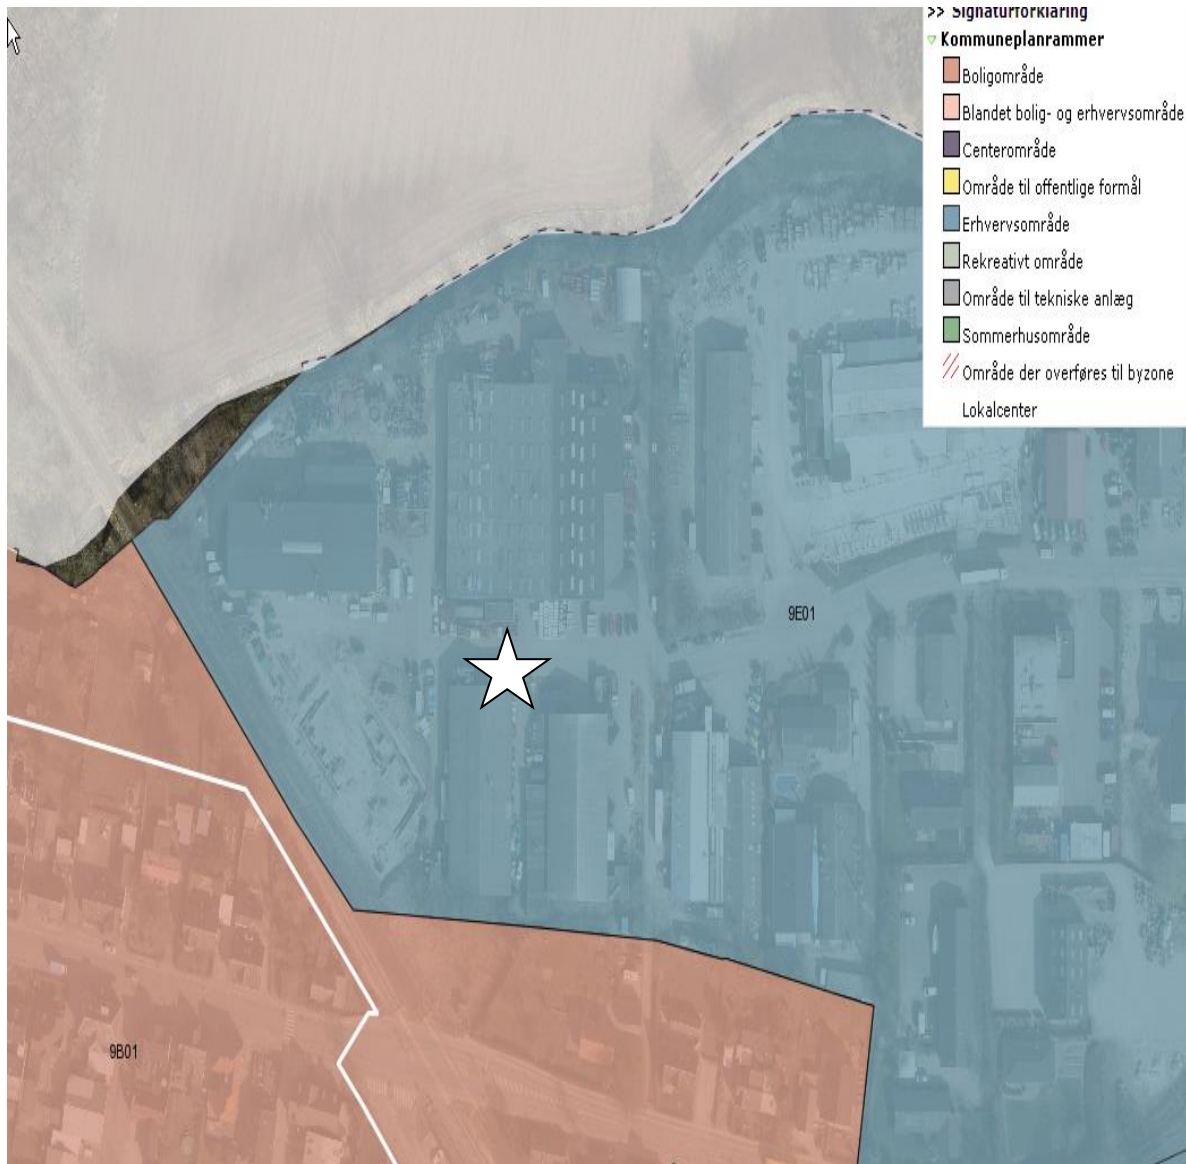 >> Signaturforklaring
Kommuneplanrammer
Boligområde
Blandet bolig- og erhvervsområde
Centerområde
Område til offentlige formål
Erhvervsområde
Rekreativt område
Område til tekniske anlæg
Sommerhusområde
Område der overføres til byzone
Lokalcenter
9E01
9B01